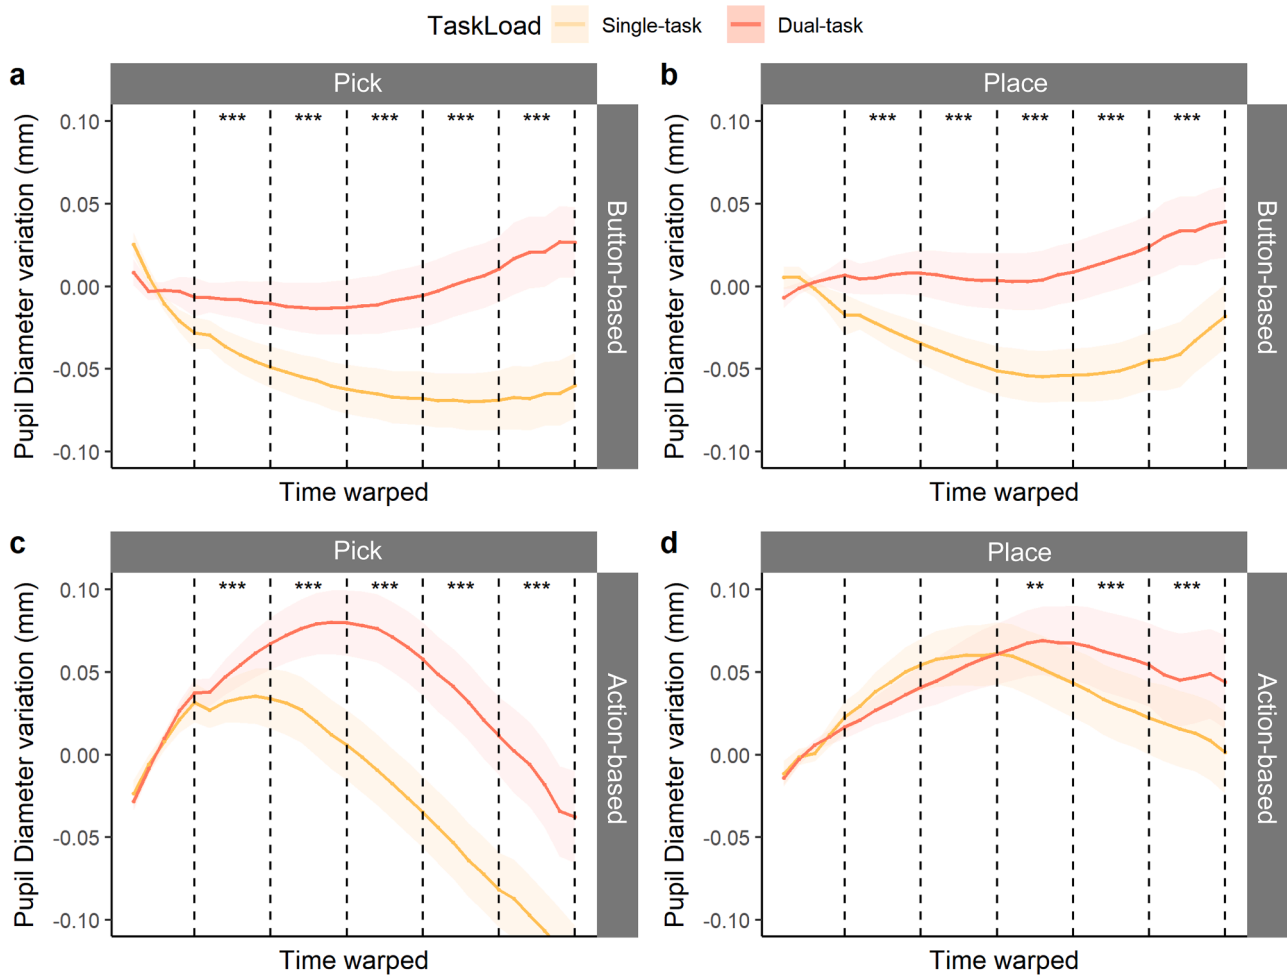 TaskLoad Single-task Dual-task
a Pick b Place
0.10 *** *** *** *** *** 0.10 *** *** *** *** ***
0.05 0.05
0.00 0.00
-0.05 -0.05
-0.10 -0.10
Pupil Diameter variation (mm) Button-based Pupil Diameter variation (mm) Button-based
Time warped Time warped
c Pick d Place
0.10 *** *** *** *** *** 0.10 ** *** ***
0.05 0.05
0.00 0.00
-0.05 -0.05
-0.10 -0.10
Pupil Diameter variation (mm) Action-based Pupil Diameter variation (mm) Action-based
Time warped Time warped